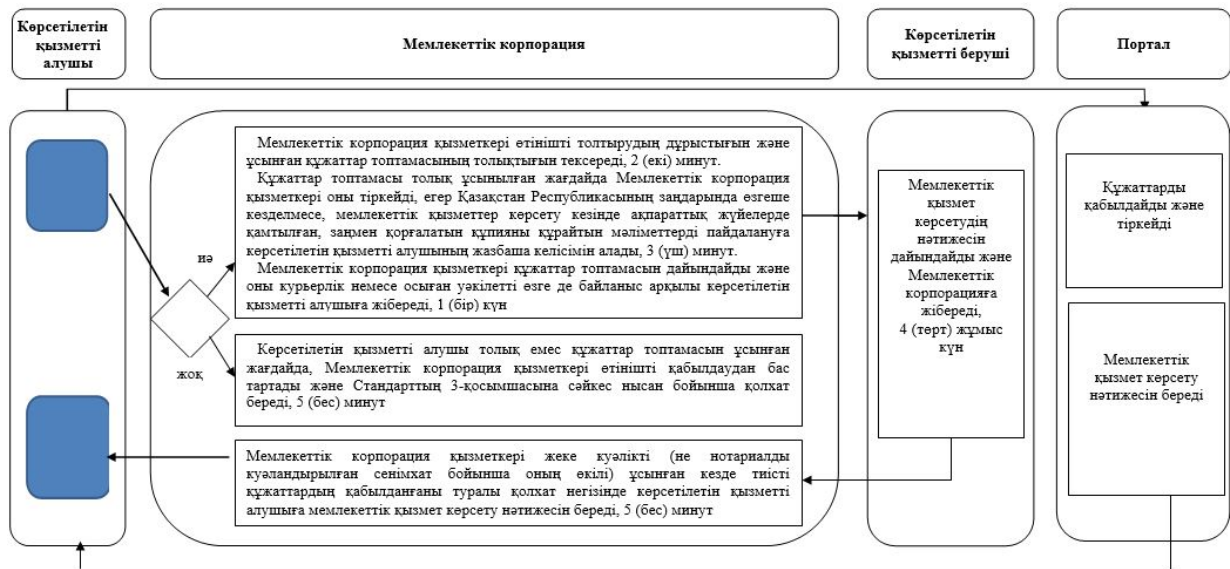 Көрсетілетін
қызметті
алушы
Мемлекеттік корпорация
Көрсетілетін
қызметті беруші
Портал
Мемлекеттік корпорация қызметкері өтінішті толтырудың дұрыстығын және
ұсынған құжаттар топтамасының толықтығын тексереді, 2 (екі) минут.
Құжаттар топтамасы толық ұсынылған жағдайда Мемлекеттік корпорация
қызметкері оны тіркейді, егер Қазақстан Республикасының заңдарында өзгеше
көзделмесе, мемлекеттік қызметтер көрсету кезінде ақпараттық жүйелерде
қамтылған, заңмен қорғалатын құпияны құрайтын мәліметтерді пайдалануға
көрсетілетін қызметті алушының жазбаша келісімін алады, 3 (үш) минут.
Мемлекеттік корпорация қызметкері құжаттар топтамасын дайындайды және
оны курьерлік немесе осыған уәкілетті өзге де байланыс арқылы көрсетілетін
қызметті алушыға жібереді, 1 (бір) күн
иә
жоқ
Көрсетілетін қызметті алушы толық емес құжаттар топтамасын ұсынған
жағдайда, Мемлекеттік корпорация қызметкері өтінішті қабылдаудан бас
тартады және Стандарттың 3-қосымшасына сәйкес нысан бойынша қолхат
береді, 5 (бес) минут
Мемлекеттік корпорация қызметкері жеке куәлікті (не нотариалды
куәландырылған сенімхат бойынша оның өкілі) ұсынған кезде тиісті
құжаттардың қабылданғаны туралы қолхат негізінде көрсетілетін қызметті
алушыға мемлекеттік қызмет көрсету нәтижесін береді, 5 (бес) минут
Мемлекеттік
қызмет
көрсетудің
нәтижесін
дайындайды және
Мемлекеттік
корпорацияға
жібереді,
4 (төрт) жұмыс
күн
Құжаттарды
қабылдайды және
тіркейді
Мемлекеттік
қызмет көрсету
нәтижесін береді